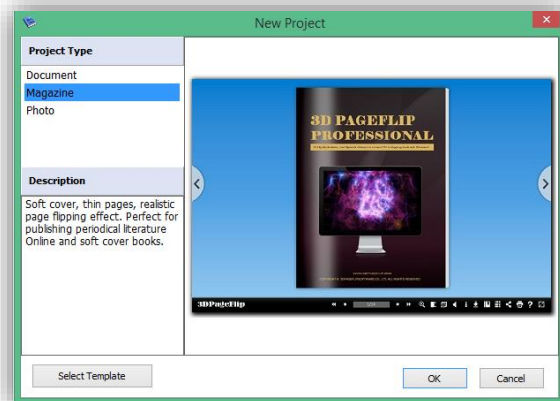 New Project
Project Type
Document
Magazine
Photo
Description
Soft cover, thin pages, realistic
page flipping effect. Perfect for
publishing periodical literature
Online and soft cover books.
3D PAGEFLIP
PROFESSIONAL
3DPageFlip
Select Template
OK
Cancel